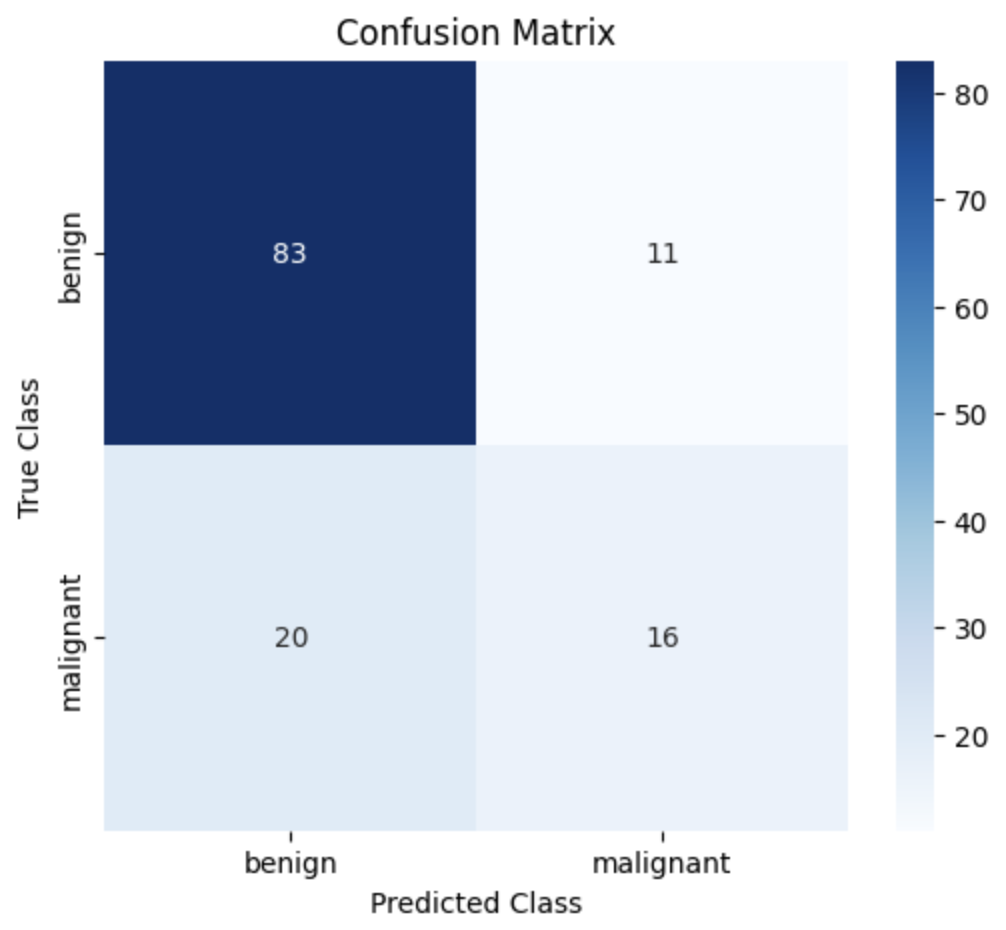 Confusion Matrix
True Class
benign
malignant
83
11
20
16
benign
malignant
Predicted Class
80
70
60
50
40
30
20